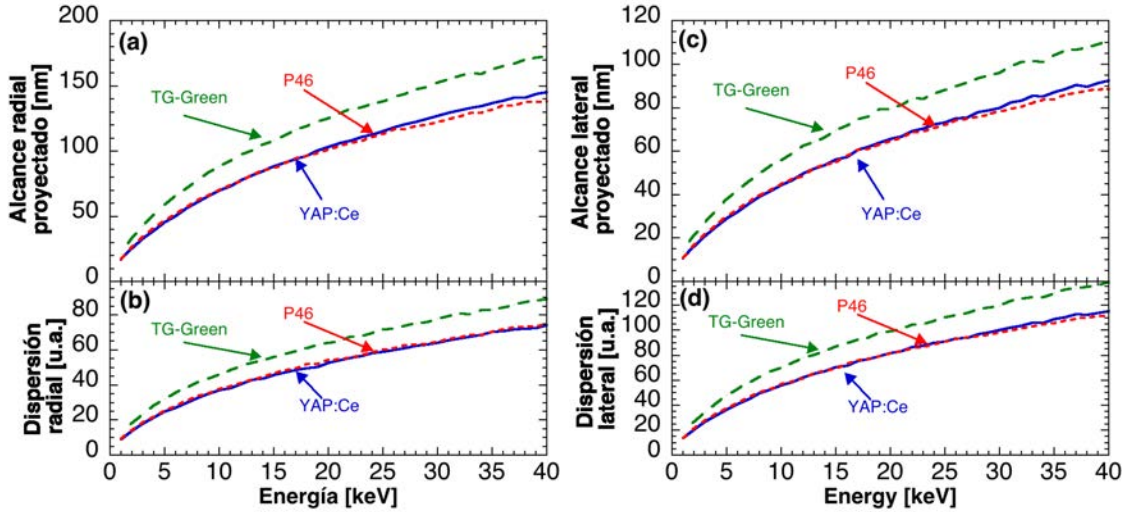 200
(a)
P46
150
TG-Green
100
YAP:Ce
50
0
Alcance radial
proyectado [nm]
(b)
P46
80
TG-Green
60
40
YAP:Ce
20
0
Dispersión
radial [u.a.]
0 5 10 15 20 25 30 35 40
Energía [keV]
120
(c)
100
P46
TG-Green
80
60
40
YAP:Ce
20
0
Alcance lateral
proyectado [nm]
(d)
P46
120
TG-Green
100
80
60
YAP:Ce
40
20
0
Dispersión
lateral [u.a.]
0 5 10 15 20 25 30 35 40
Energy [keV]